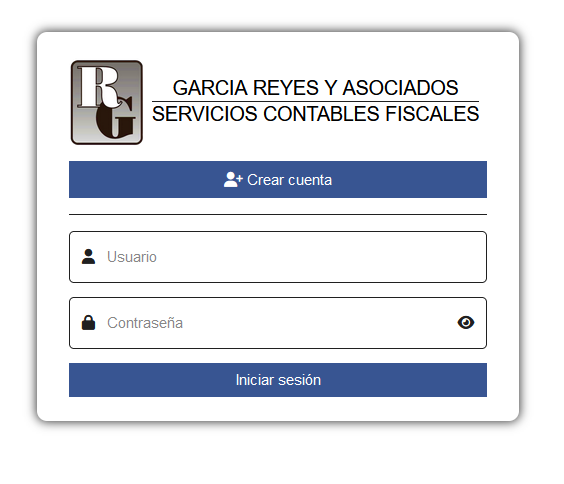 RG
GARCIA REYES Y ASOCIADOS
SERVICIOS CONTABLES FISCALES
Crear cuenta
Usuario
Contraseña
Iniciar sesión